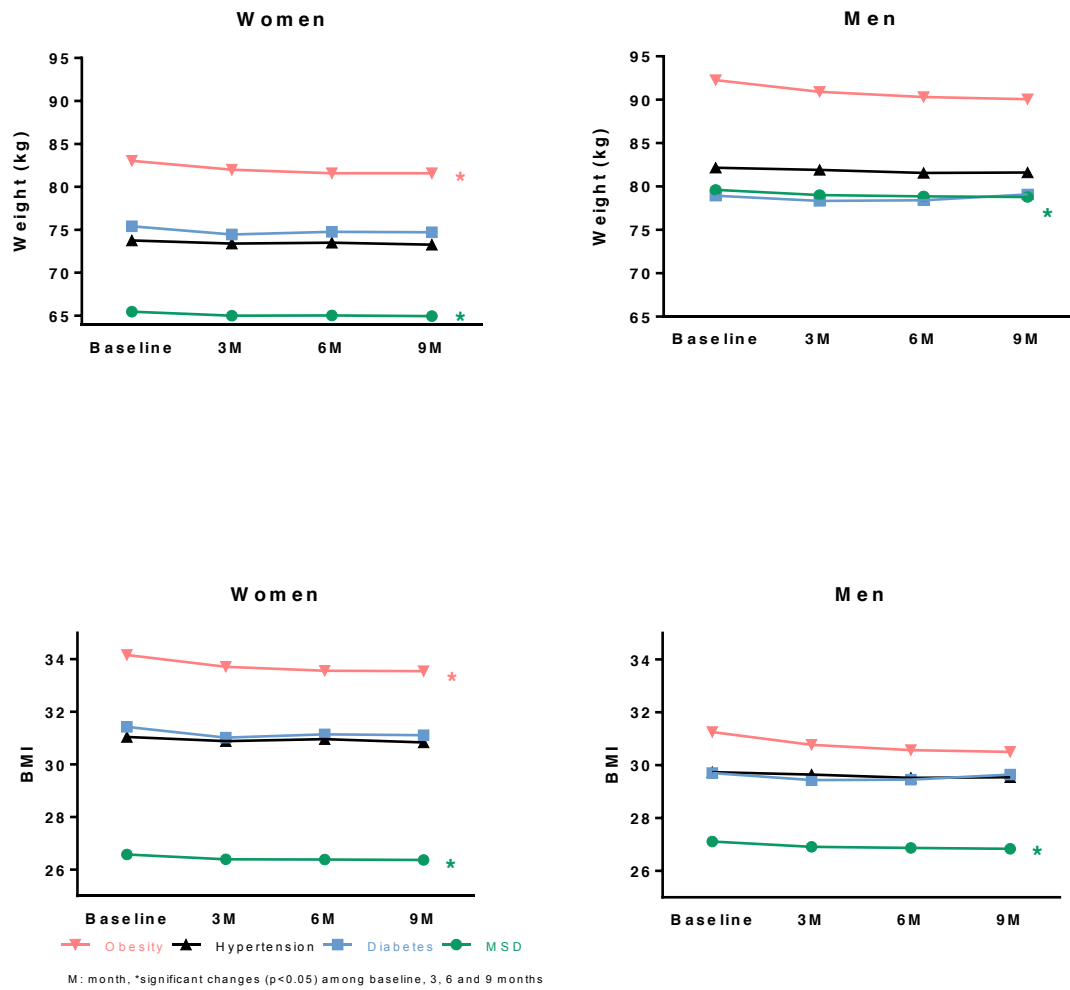 Women
Weight (kg)
95
90
85
80
75
70
65
*
*
Baseline 3M 6M 9M
Men
Weight (kg)
95
90
85
80
75
70
65
*
Baseline 3M 6M 9M
Women
BMI
34
32
30
28
26
*
*
Baseline 3M 6M 9M
Men
BMI
34
32
30
28
26
*
Baseline 3M 6M 9M
Obesity Hypertension Diabetes MSD
M: month, *significant changes (p<0.05) among baseline, 3, 6 and 9 months